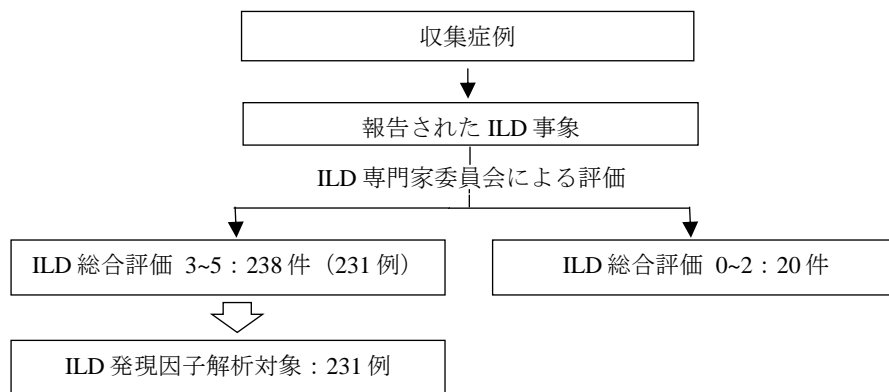 収集症例
報告された ILD 事象
ILD 専門家委員会による評価
ILD 総合評価 3~5:238 件(231 例)
ILD 総合評価 0~2:20 件
ILD 発現因子解析対象:231 例